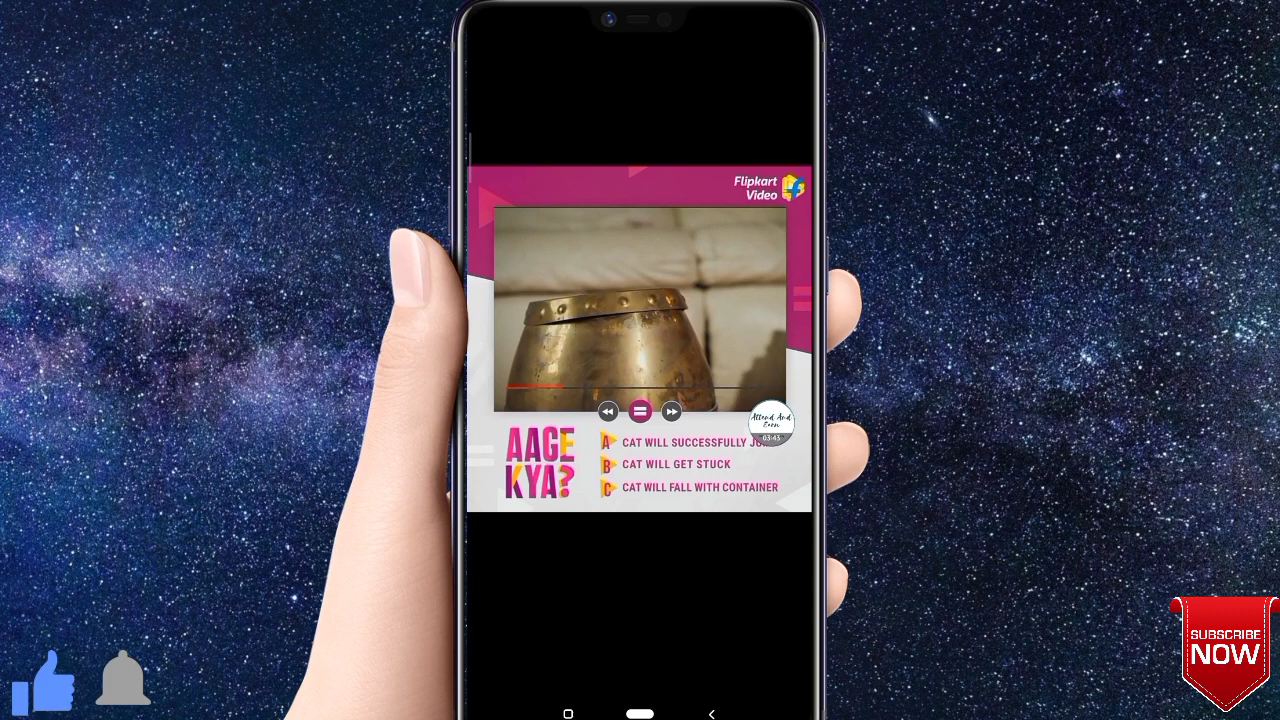 Flipkart
Video
Attend And
Earn
03:43
AAGE
KYA?
A CAT WILL SUCCESSFULLY
B CAT WILL GET STUCK
C CAT WILL FALL WITH CONTAINER
SUBSCRIBE
NOW